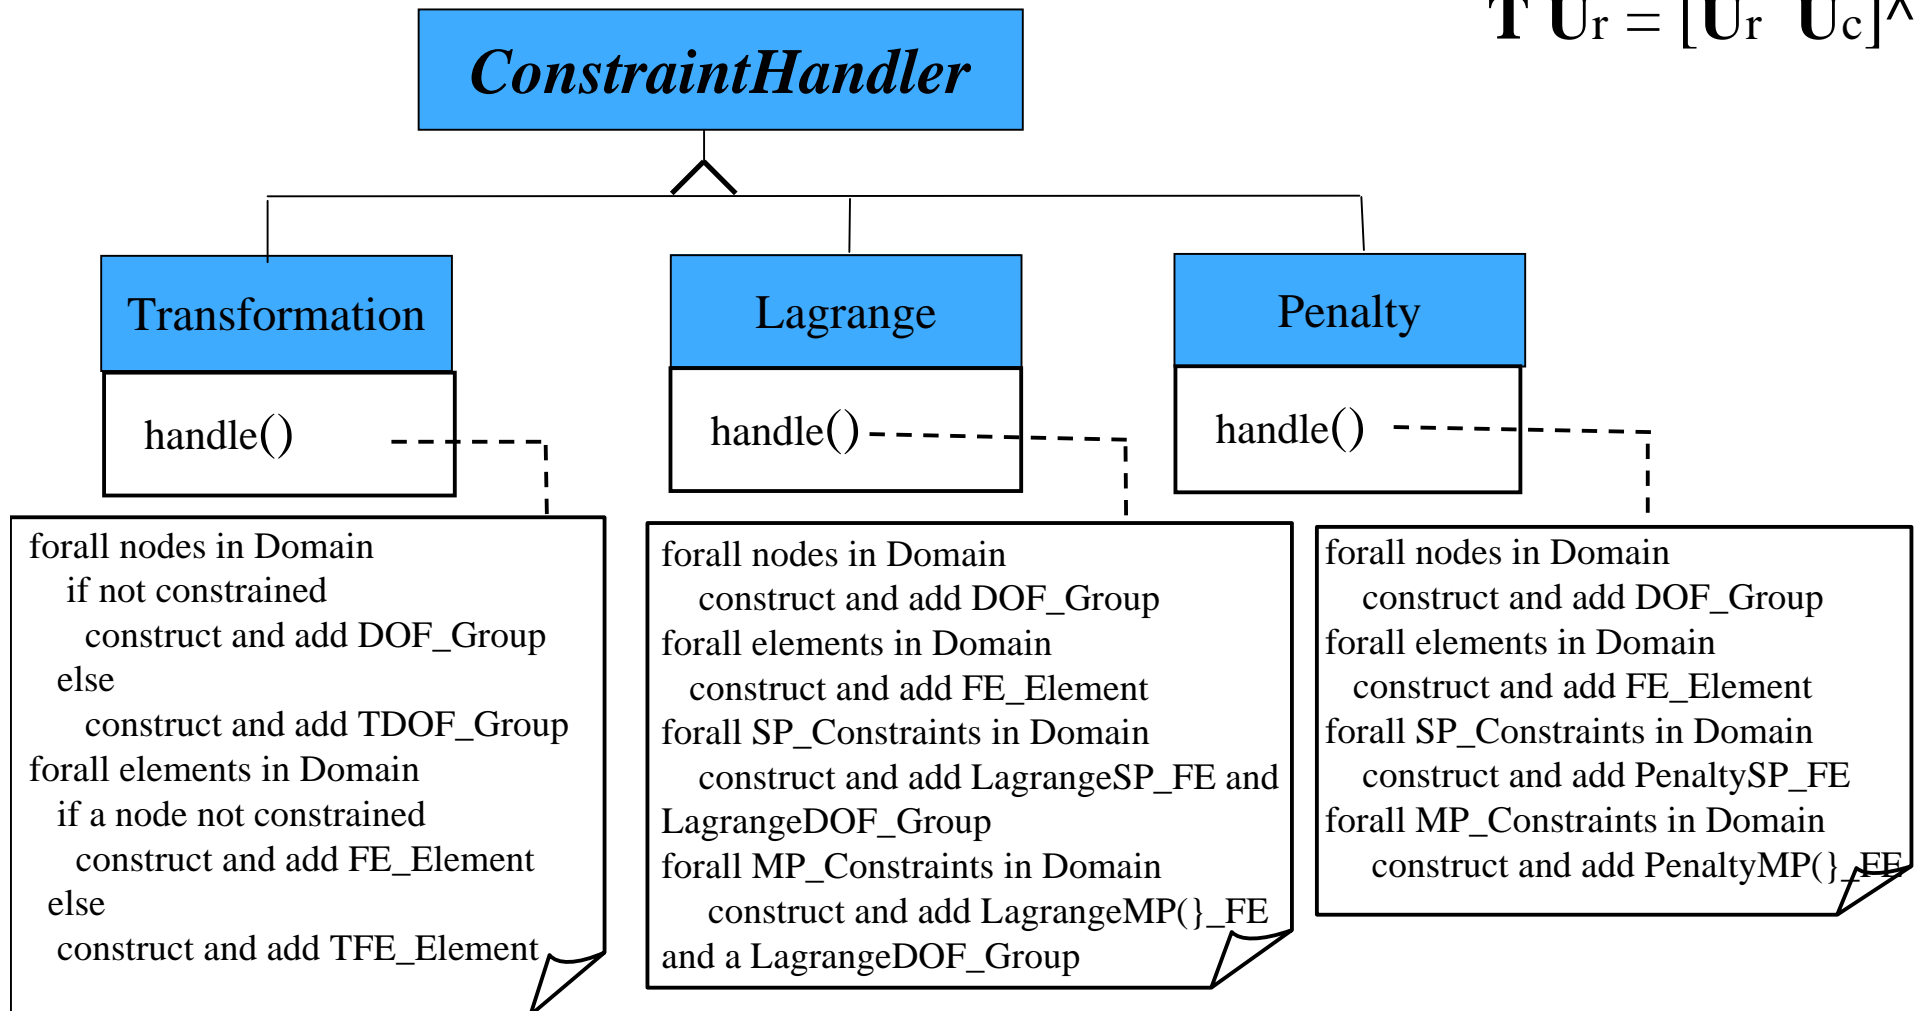 T Ur = [Ur Uc]^
ConstraintHandler
Transformation
Lagrange
Penalty
handle()
handle()
handle()
forall nodes in Domain
if not constrained
construct and add DOF_Group
else
construct and add TDOF_Group
forall elements in Domain
if a node not constrained
construct and add FE_Element
else
construct and add TFE_Element
forall nodes in Domain
construct and add DOF_Group
forall elements in Domain
construct and add FE_Element
forall SP_Constraints in Domain
construct and add LagrangeSP_FE and
LagrangeDOF_Group
forall MP_Constraints in Domain
construct and add LagrangeMP(}_FE
and a LagrangeDOF_Group
forall nodes in Domain
construct and add DOF_Group
forall elements in Domain
construct and add FE_Element
forall SP_Constraints in Domain
construct and add PenaltySP_FE
forall MP_Constraints in Domain
construct and add PenaltyMP(}_FE